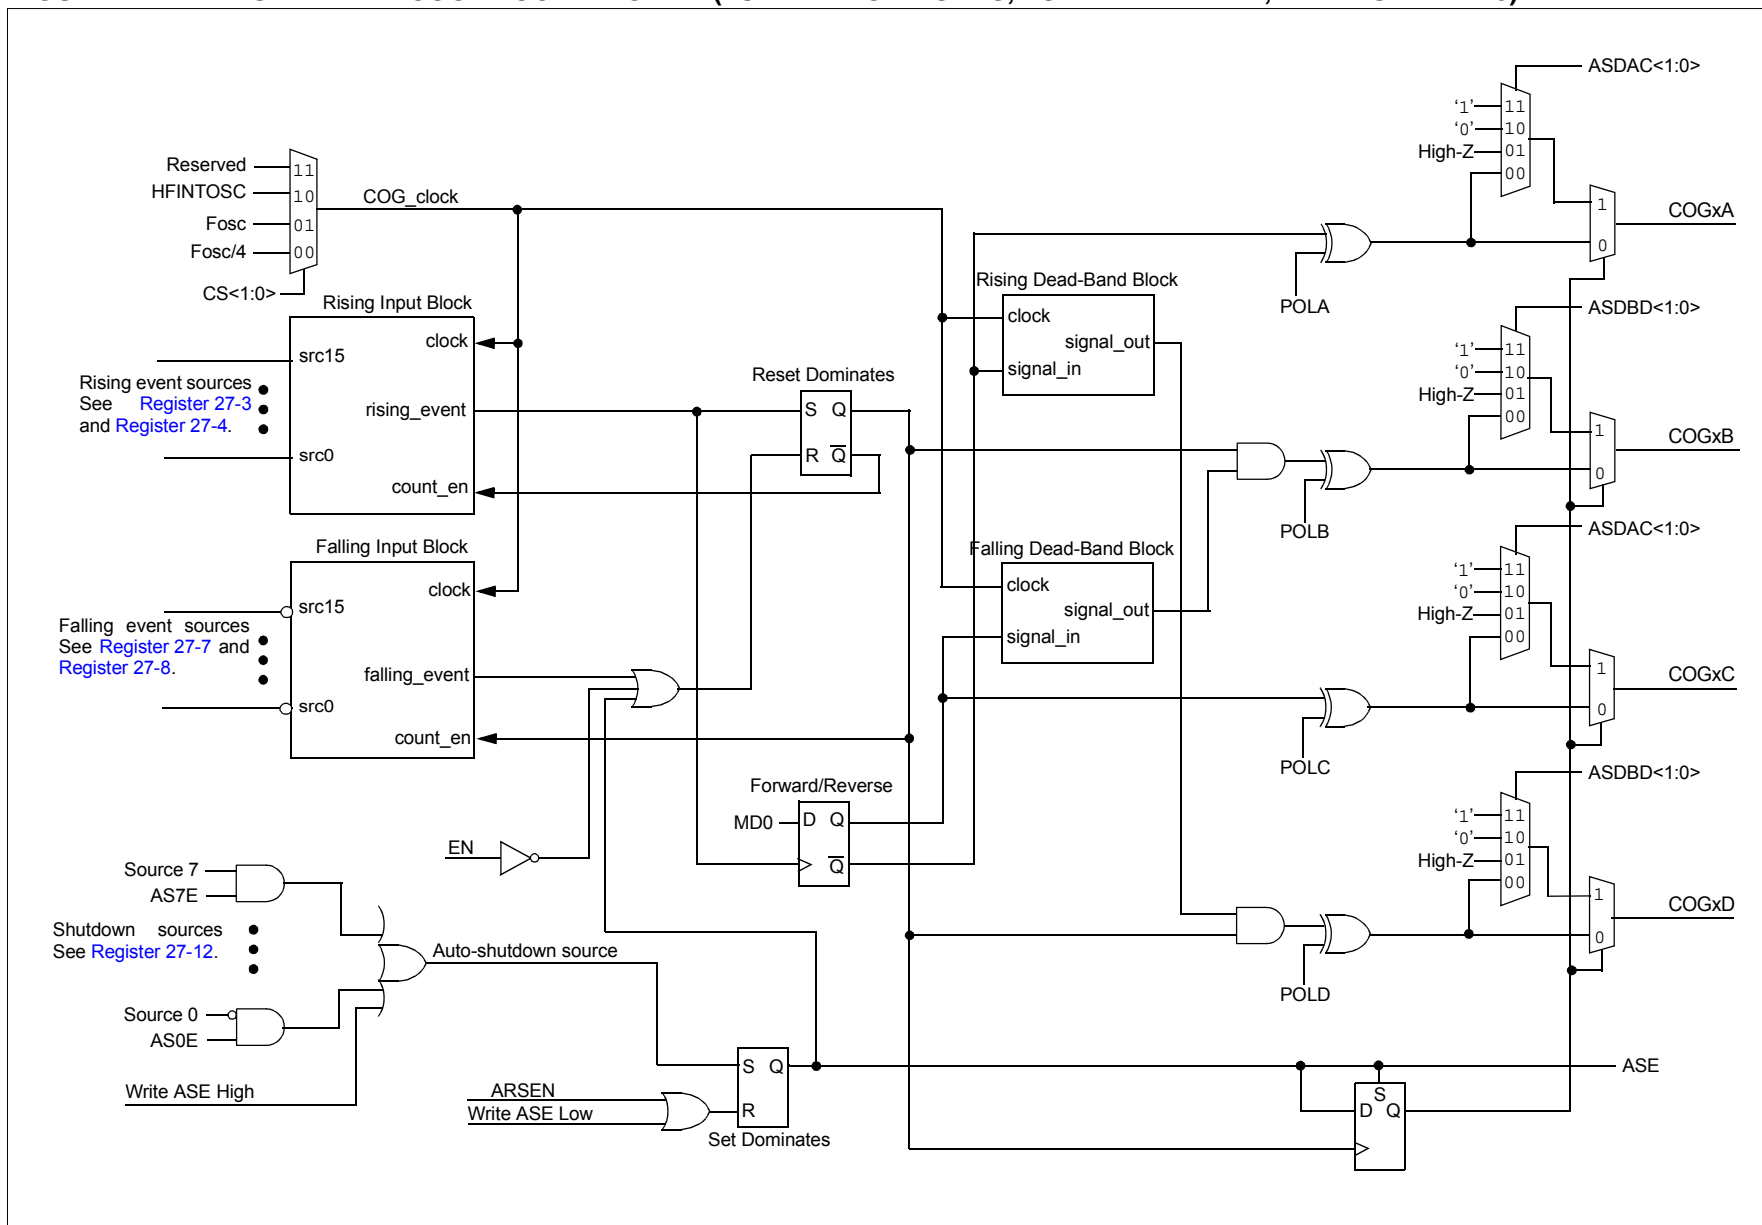 ASDAC<1:0>
'1' 11
'0' 10
High-Z 01
00
Reserved 11
HFINTOSC 10
Fosc 01
Fosc/4 00
CS<1:0>
COG_clock
1
0
COGxA
POLA
Rising Input Block
clock
src15
Rising event sources
See Register 27-3
and Register 27-4.
rising_event
src0
count_en
Reset Dominates
S Q
R Q
Rising Dead-Band Block
clock
signal_out
signal_in
ASDBD<1:0>
'1' 11
'0' 10
High-Z 01
00
1
0
COGxB
POLB
Falling Input Block
clock
src15
Falling event sources
See Register 27-7 and
Register 27-8.
falling_event
src0
count_en
Falling Dead-Band Block
clock
signal_out
signal_in
ASDAC<1:0>
'1' 11
'0' 10
High-Z 01
00
1
0
COGxC
POLC
Forward/Reverse
MD0
D Q
Q
EN
ASDBD<1:0>
'1' 11
'0' 10
High-Z 01
00
1
0
COGxD
POLD
Source 7
AS7E
Shutdown sources
See Register 27-12.
Auto-shutdown source
Source 0
AS0E
Write ASE High
ARSEN
Write ASE Low
S Q
R
Set Dominates
ASE
S
D Q